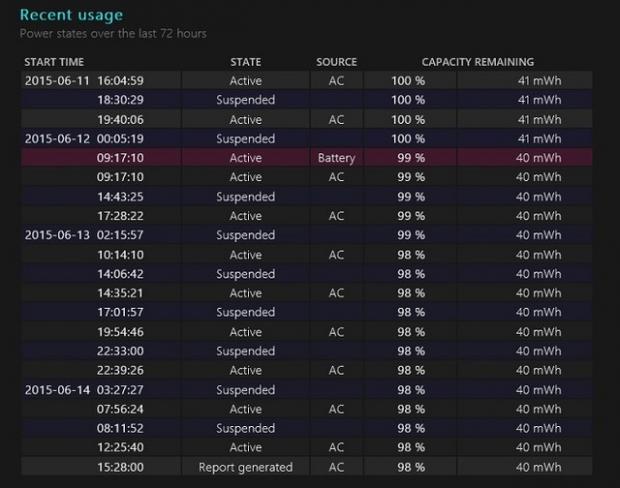 Recent usage
Power states over the last 72 hours
START TIME STATE SOURCE CAPACITY REMAINING
2015-06-11 16:04:59 Active AC 100 % 41 mWh
18:30:29 Suspended 100 % 41 mWh
19:40:06 Active AC 100 % 41 mWh
2015-06-12 00:05:19 Suspended 100 % 41 mWh
09:17:10 Active Battery 99 % 40 mWh
09:17:10 Active AC 99 % 40 mWh
14:43:25 Suspended 99 % 40 mWh
17:28:22 Active AC 99 % 40 mWh
2015-06-13 02:15:57 Suspended 99 % 40 mWh
10:14:10 Active AC 98 % 40 mWh
14:06:42 Suspended 98 % 40 mWh
14:35:21 Active AC 98 % 40 mWh
17:01:57 Suspended 98 % 40 mWh
19:54:46 Active AC 98 % 40 mWh
22:33:00 Suspended 98 % 40 mWh
22:39:26 Active AC 98 % 40 mWh
2015-06-14 03:27:27 Suspended 98 % 40 mWh
07:56:24 Active AC 98 % 40 mWh
08:11:52 Suspended 98 % 40 mWh
12:25:40 Active AC 98 % 40 mWh
15:28:00 Report generated AC 98 % 40 mWh